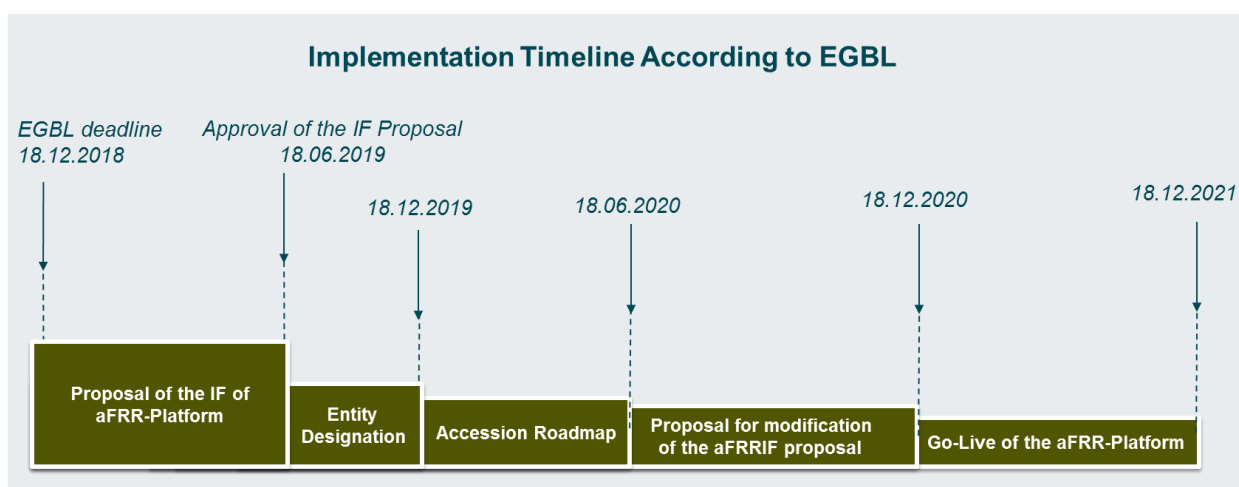 Implementation Timeline According to EGBL
EGBL deadline
18.12.2018
Approval of the IF Proposal
18.06.2019
18.12.2019
18.06.2020
18.12.2020
18.12.2021
Proposal of the IF of
aFRR-Platform
Entity
Designation
Accession Roadmap
Proposal for modification
of the aFRRIF proposal
Go-Live of the aFRR-Platform